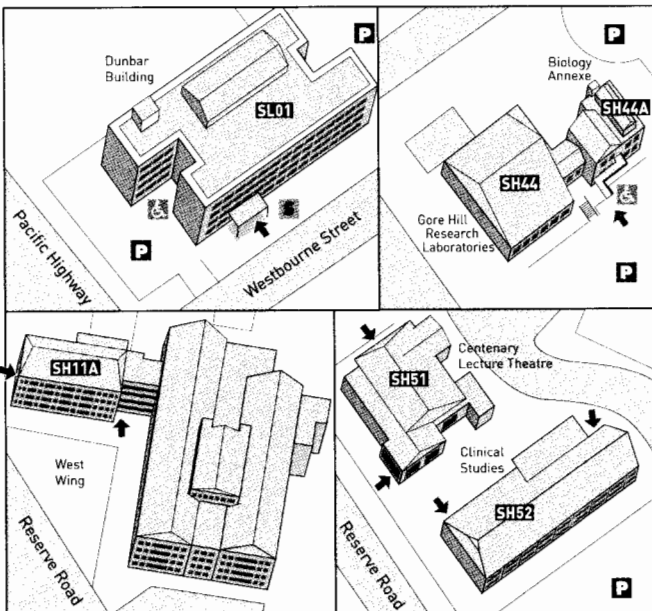 P
Dunbar
Building
SL01
P
Pacific Highway
Westbourne Street
P
Biology
Annexe
SH44A
SH44
Gore Hill
Research
Laboratories
P
SH11A
West
Wing
Reserve Road
SH51
Centenary
Lecture Theatre
Clinical
Studies
SH52
Reserve Road
P